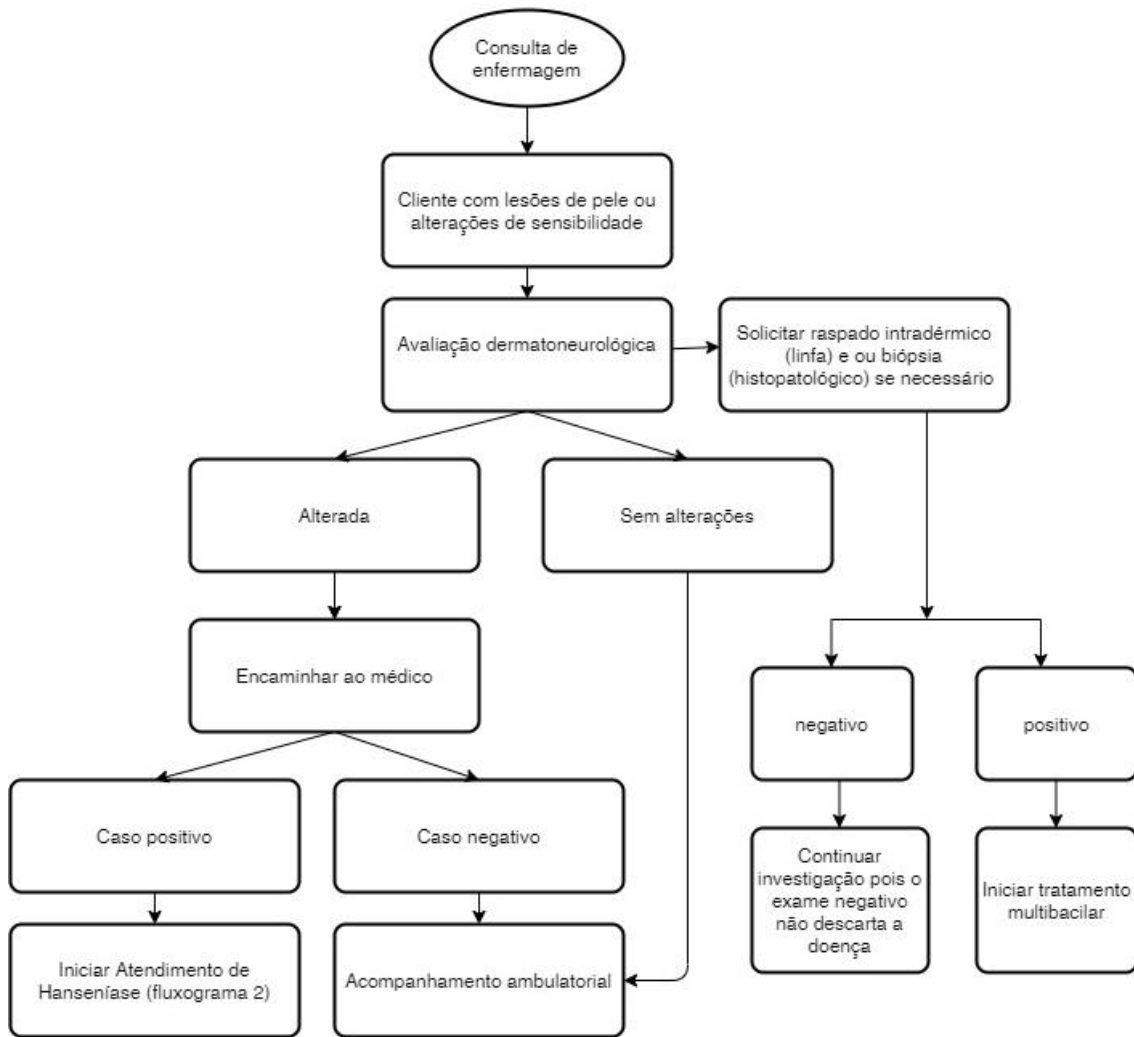 Consulta de
enfermagem
Cliente com lesões de pele ou
alterações de sensibilidade
Avaliação dermatoneurológica
Solicitar raspado intradérmico
(linfa) e ou biópsia
(histopatológico) se necessário
Alterada
Sem alterações
Encaminhar ao médico
negativo
positivo
Caso positivo
Caso negativo
Continuar
investigação pois o
exame negativo
não descarta a
doença
Iniciar tratamento
multibacilar
Iniciar Atendimento de
Hanseníase (fluxograma 2)
Acompanhamento ambulatorial